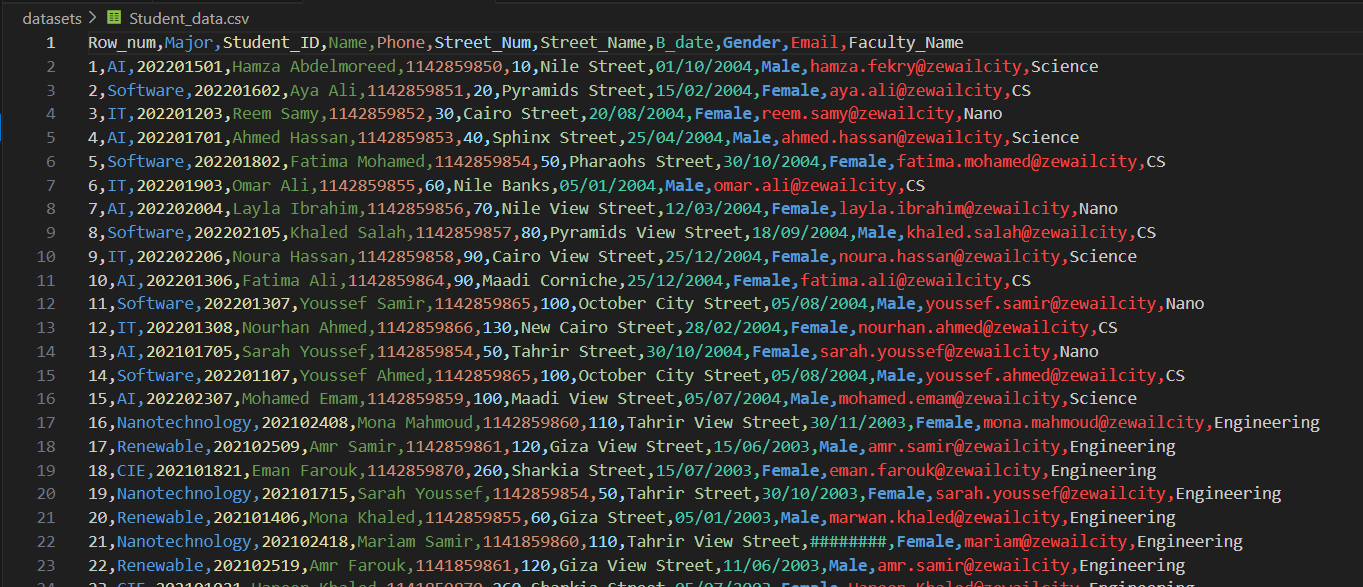 datasets > Student_data.csv
1 Row_num,Major,Student_ID,Name,Phone,Street_Num,Street_Name,B_date,Gender,Email,Faculty_Name
2 1,AI,202201501,Hamza Abdelmoreed,1142859850,10,Nile Street,01/10/2004,Male,hamza.fekry@zewailcity,Science
3 2,Software,202201602,Aya Ali,1142859851,20,Pyramids Street,15/02/2004,Female,aya.ali@zewailcity,CS
4 3,IT,202201203,Reem Samy,1142859852,30,Cairo Street,20/08/2004,Female,reem.samy@zewailcity,Nano
5 4,AI,202201701,Ahmed Hassan,1142859853,40,Sphinx Street,25/04/2004,Male,ahmed.hassan@zewailcity,Science
6 5,Software,202201802,Fatima Mohamed,1142859854,50,Pharaohs Street,30/10/2004,Female,fatima.mohamed@zewailcity,CS
7 6,IT,202201903,Omar Ali,1142859855,60,Nile Banks,05/01/2004,Male,omar.ali@zewailcity,CS
8 7,AI,202202004,Layla Ibrahim,1142859856,70,Nile View Street,12/03/2004,Female,layla.ibrahim@zewailcity,Nano
9 8,Software,202202105,Khaled Salah,1142859857,80,Pyramids View Street,18/09/2004,Male,khaled.salah@zewailcity,CS
10 9,IT,202202206,Noura Hassan,1142859858,90,Cairo View Street,25/12/2004,Female,noura.hassan@zewailcity,Science
11 10,AI,202201306,Fatima Ali,1142859864,90,Maadi Corniche,25/12/2004,Female,fatima.ali@zewailcity,CS
12 11,Software,202201307,Youssef Samir,1142859865,100,October City Street,05/08/2004,Male,youssef.samir@zewailcity,Nano
13 12,IT,202201308,Nourhan Ahmed,1142859866,130,New Cairo Street,28/02/2004,Female,nourhan.ahmed@zewailcity,CS
14 13,AI,202101705,Sarah Youssef,1142859854,50,Tahrir Street,30/10/2004,Female,sarah.youssef@zewailcity,Nano
15 14,Software,202201107,Youssef Ahmed,1142859865,100,October City Street,05/08/2004,Male,youssef.ahmed@zewailcity,CS
16 15,AI,202202307,Mohamed Emam,1142859859,100,Maadi View Street,05/07/2004,Male,mohamed.emam@zewailcity,Science
17 16,Nanotechnology,202102408,Mona Mahmoud,1142859860,110,Tahrir View Street,30/11/2003,Female,mona.mahmoud@zewailcity,Engineering
18 17,Renewable,202102509,Amr Samir,1142859861,120,Giza View Street,15/06/2003,Male,amr.samir@zewailcity,Engineering
19 18,CIE,202101821,Eman Farouk,1142859870,260,Sharkia Street,15/07/2003,Female,eman.farouk@zewailcity,Engineering
20 19,Nanotechnology,202101715,Sarah Youssef,1142859854,50,Tahrir Street,30/10/2003,Female,sarah.youssef@zewailcity,Engineering
21 20,Renewable,202101406,Mona Khaled,1142859855,60,Giza Street,05/01/2003,Male,marwan.khaled@zewailcity,Engineering
22 21,Nanotechnology,202102418,Mariam Samir,1141859860,110,Tahrir View Street,########,Female,mariam@zewailcity,Engineering
23 22,Renewable,202102519,Amr Farouk,1141859861,120,Giza View Street,11/06/2003,Male,amr.samir@zewailcity,Engineering